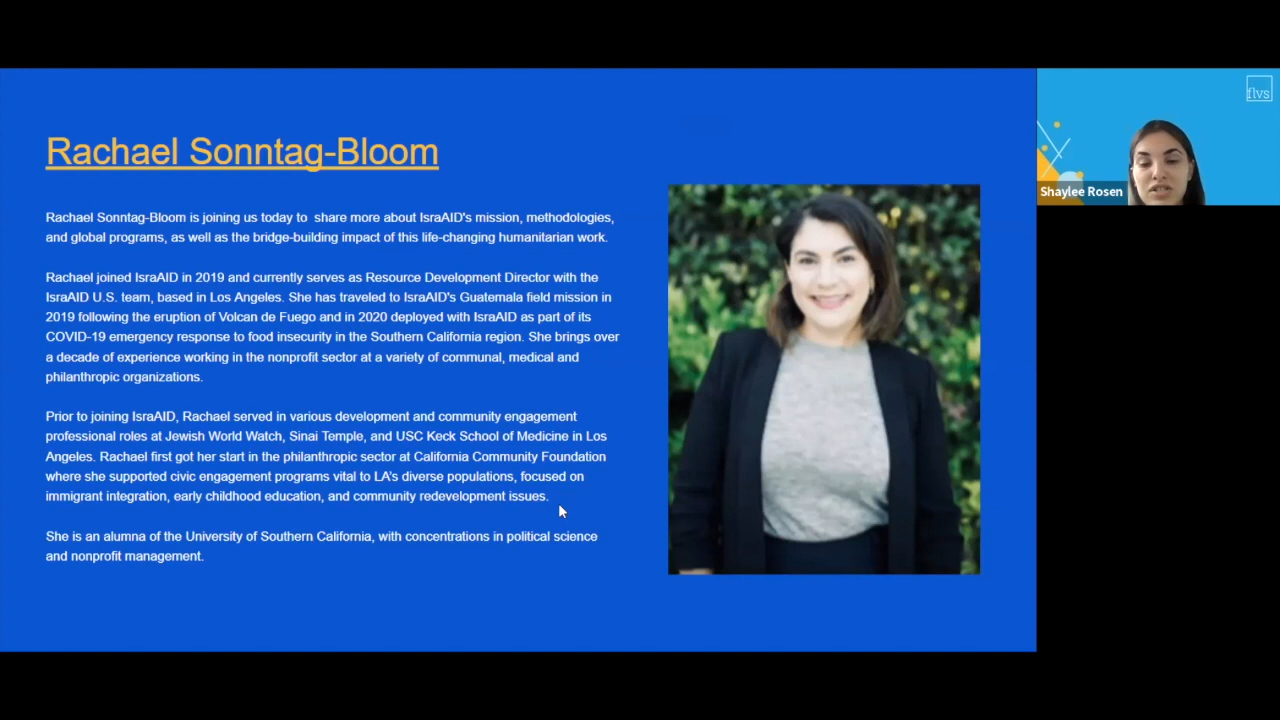 Rachael Sonntag-Bloom
Rachael Sonntag-Bloom is joining us today to  share more about IsraAID's mission, methodologies,
and global programs, as well as the bridge-building impact of this life-changing humanitarian work.
Rachael joined IsraAID in 2019 and currently serves as Resource Development Director with the
IsraAID U.S. team, based in Los Angeles. She has traveled to IsraAID's Guatemala field mission in
2019 following the eruption of Volcan de Fuego and in 2020 deployed with IsraAID as part of its
COVID-19 emergency response to food insecurity in the Southern California region. She brings over
a decade of experience working in the nonprofit sector at a variety of communal, medical and
philanthropic organizations.
Prior to joining IsraAID, Rachael served in various development and community engagement
professional roles at Jewish World Watch, Sinai Temple, and USC Keck School of Medicine in Los
Angeles. Rachael first got her start in the philanthropic sector at California Community Foundation
where she supported civic engagement programs vital to LA's diverse populations, focused on
immigrant integration, early childhood education, and community redevelopment issues.
She is an alumna of the University of Southern California, with concentrations in political science
and nonprofit management.
flvs
Shaylee Rosen